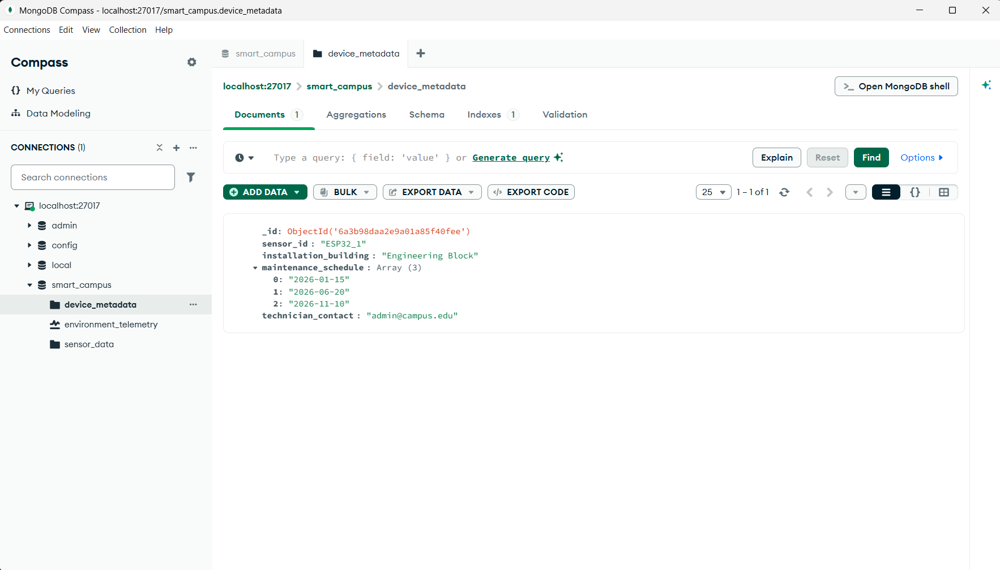 MongoDB Compass - localhost:27017/smart_campus.device_metadata
Connections Edit View Collection Help
Compass
My Queries
Data Modeling
CONNECTIONS (1)
Search connections
localhost:27017
admin
config
local
smart_campus
device_metadata
environment_telemetry
sensor_data
smart_campus
device_metadata
localhost:27017 smart_campus device_metadata
Open MongoDB shell
Documents 1 Aggregations Schema Indexes 1 Validation
Type a query: { field: 'value' } or Generate query
Explain Reset Find Options
ADD DATA BULK EXPORT DATA EXPORT CODE
25 1 – 1 of 1
_id: ObjectId('6a3b98daa2e9a01a85f40fee')
sensor_id : "ESP32_1"
installation_building : "Engineering Block"
maintenance_schedule : Array (3)
0: "2026-01-15"
1: "2026-06-20"
2: "2026-11-10"
technician_contact : "admin@campus.edu"